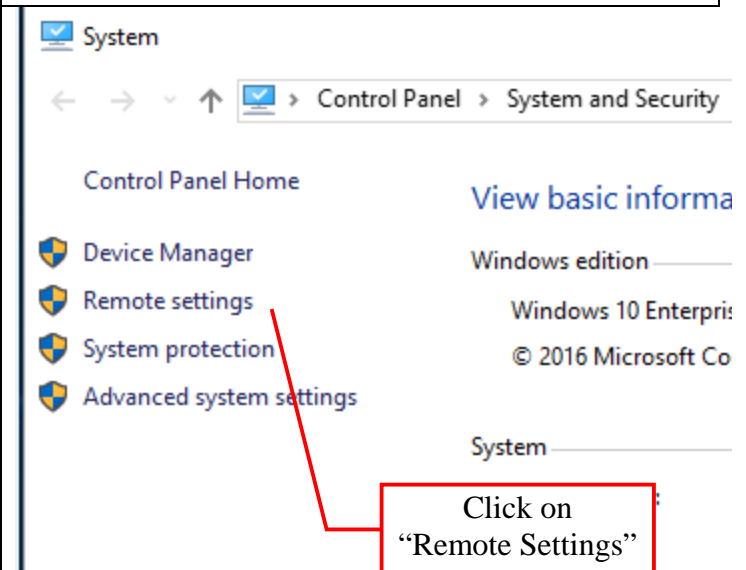 System
Control Panel > System and Security
Control Panel Home
View basic informa
Device Manager
Windows edition
Remote settings
Windows 10 Enterpris
System protection
© 2016 Microsoft Co
Advanced system settings
System
:
Click on
“Remote Settings”